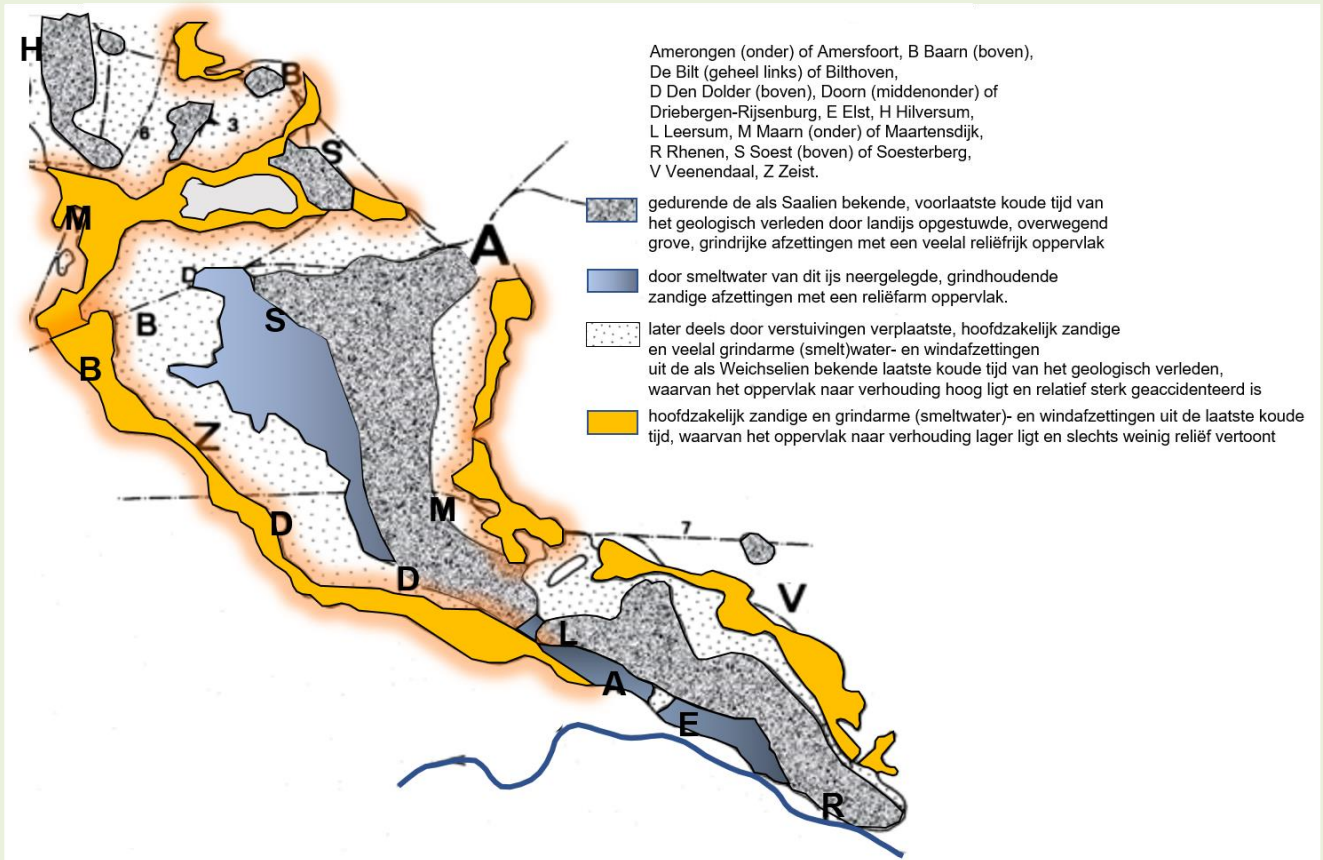 H
B
6
3
S
M
A
D
B
S
B
Z
D
M
D
7
V
L
A
E
R
Amerongen (onder) of Amersfoort, B Baarn (boven),
De Bilt (geheel links) of Bilthoven,
D Den Dolder (boven), Doorn (middenonder) of
Driebergen-Rijsenburg, E Elst, H Hilversum,
L Leersum, M Maarn (onder) of Maartensdijk,
R Rhenen, S Soest (boven) of Soesterberg,
V Veenendaal, Z Zeist.
gedurende de als Saalien bekende, voorlaatste koude tijd van
het geologisch verleden door landijs opgestuwde, overwegend
grove, grindrijke afzettingen met een veelal reliëfrijk oppervlak
door smeltwater van dit ijs neergelegde, grindhoudende
zandige afzettingen met een reliëfarm oppervlak.
later deels door verstuivingen verplaatste, hoofdzakelijk zandige
en veelal grindarme (smelt)water- en windafzettingen
uit de als Weichselien bekende laatste koude tijd van het geologisch verleden,
waarvan het oppervlak naar verhouding hoog ligt en relatief sterk geaccidenteerd is
hoofdzakelijk zandige en grindarme (smeltwater)- en windafzettingen uit de laatste koude
tijd, waarvan het oppervlak naar verhouding lager ligt en slechts weinig reliëf vertoont